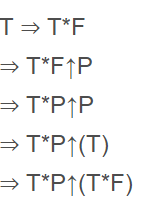 T ⇒ T*F
⇒ T*F↑P
⇒ T*P↑P
⇒ T*P↑(T)
⇒ T*P↑(T*F)